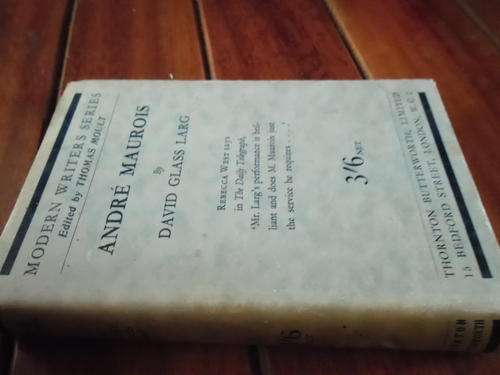 MODERN WRITERS SERIES
Edited by THOMAS MOULT
ANDRÉ MAUROIS
By
DAVID GLASS LARG
REBECCA WEST says
in The Daily Telegraph,
"Mr. Larg's performance is bril-
liant and does M. Maurois just
the service he requires . . . ."
3/6 NET
THORNTON BUTTERWORTH LIMITED
15 BEDFORD STREET, LONDON, W.C.2